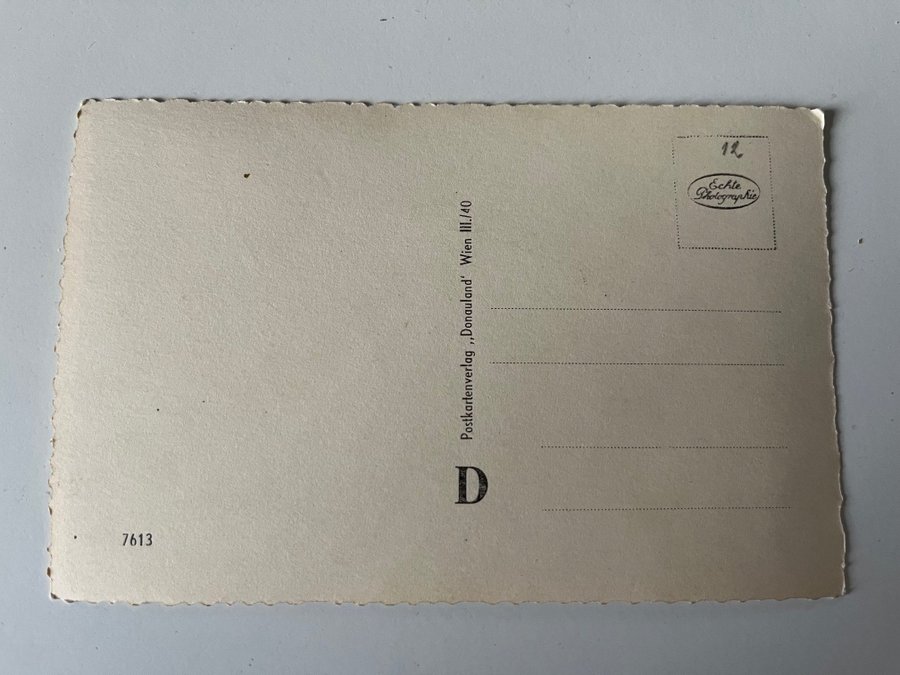 12
Echte
Photographie
Postkartenverlag ,,Donauland' Wien III./40
D
7613